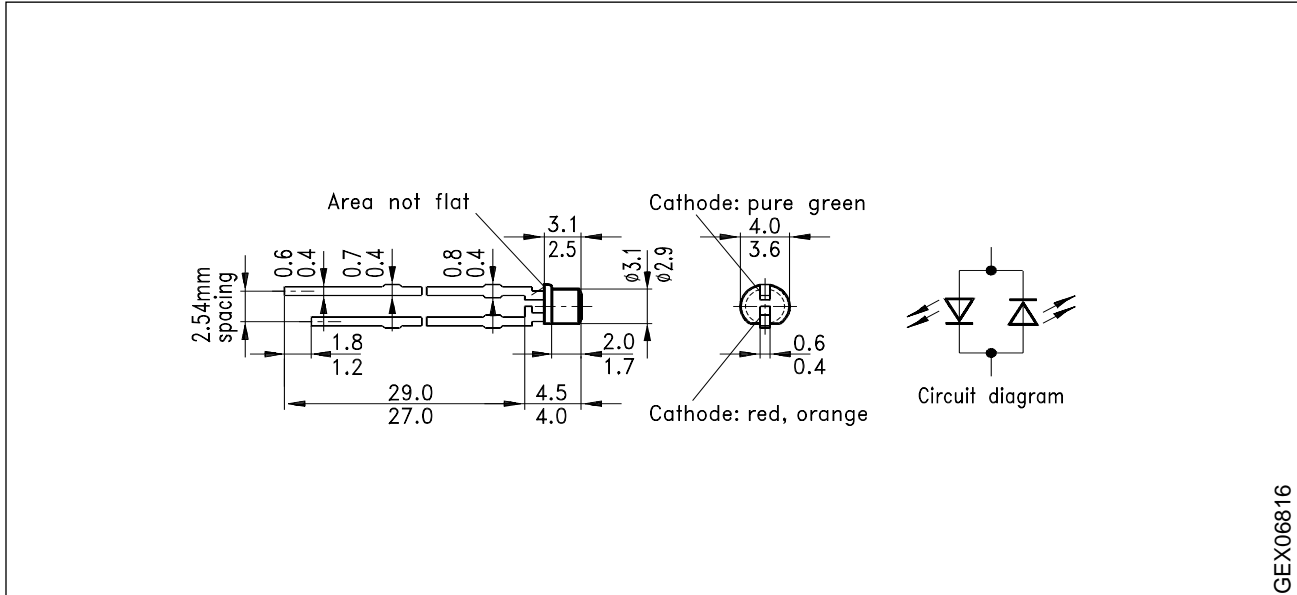 Area not flat
Cathode: pure green
3.1
2.5
4.0
3.6
0.6
0.4
0.7
0.4
0.8
0.4
ø3.1
ø2.9
2.54mm
spacing
1.8
1.2
2.0
1.7
0.6
0.4
29.0
27.0
4.5
4.0
Cathode: red, orange
Circuit diagram
GEX06816